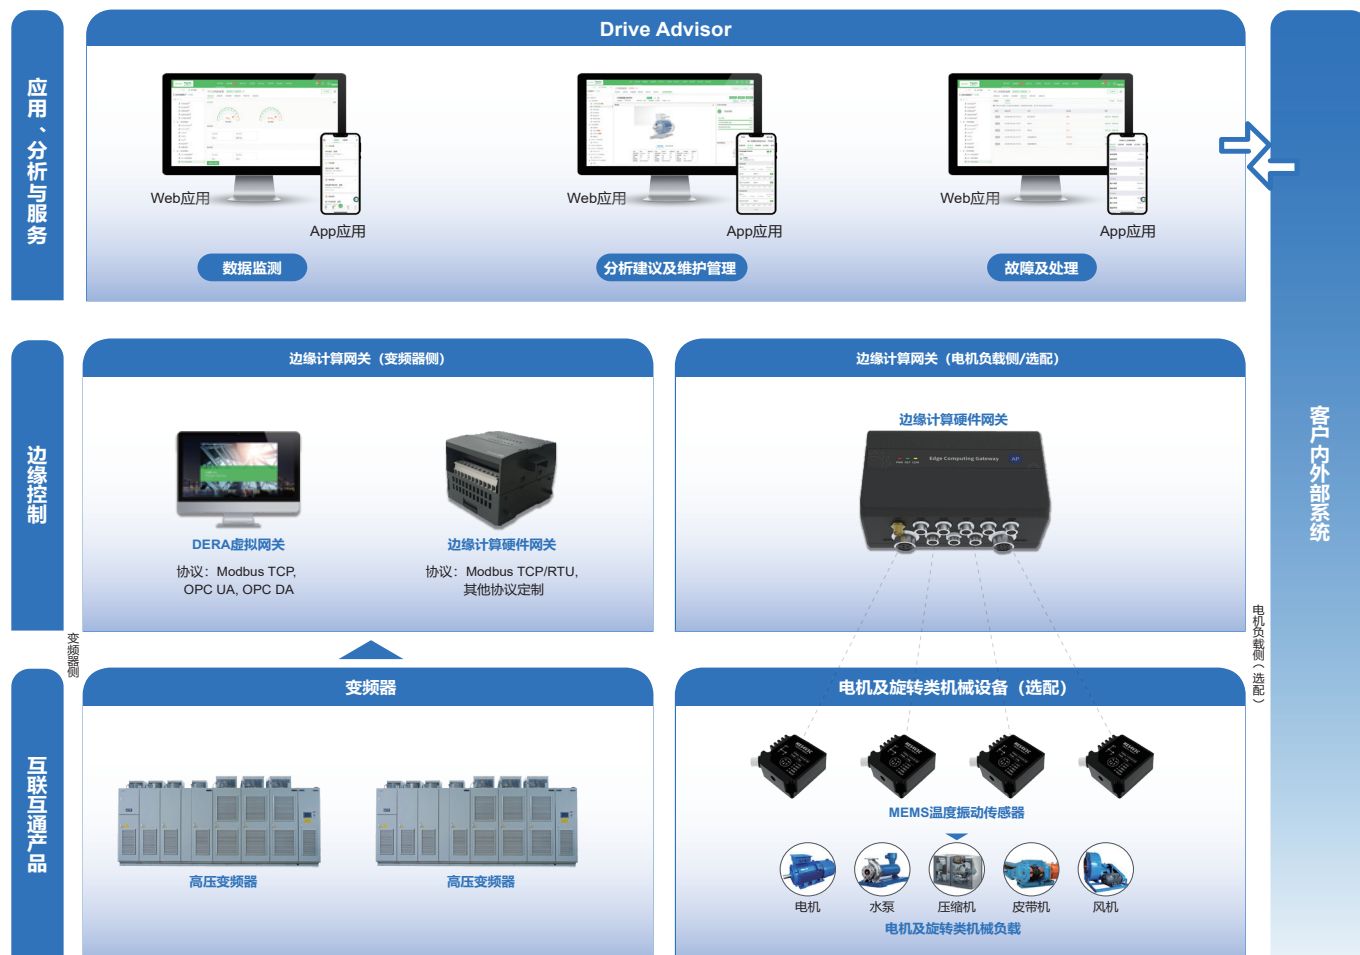 Drive Advisor
应用、分析与服务
Web应用
App应用
数据监测
Web应用
App应用
分析建议及维护管理
Web应用
App应用
故障及处理
客户内外部系统
边缘控制
边缘计算网关（变频器侧）
DERA虚拟网关
协议：Modbus TCP,
OPC UA, OPC DA
边缘计算硬件网关
协议：Modbus TCP/RTU,
其他协议定制
边缘计算网关（电机负载侧/选配）
边缘计算硬件网关
Edge Computing Gateway
AP
变频器侧
电机负载侧（选配）
互联互通产品
变频器
高压变频器
高压变频器
电机及旋转类机械设备（选配）
MEMS温度振动传感器
电机
水泵
压缩机
皮带机
风机
电机及旋转类机械负载